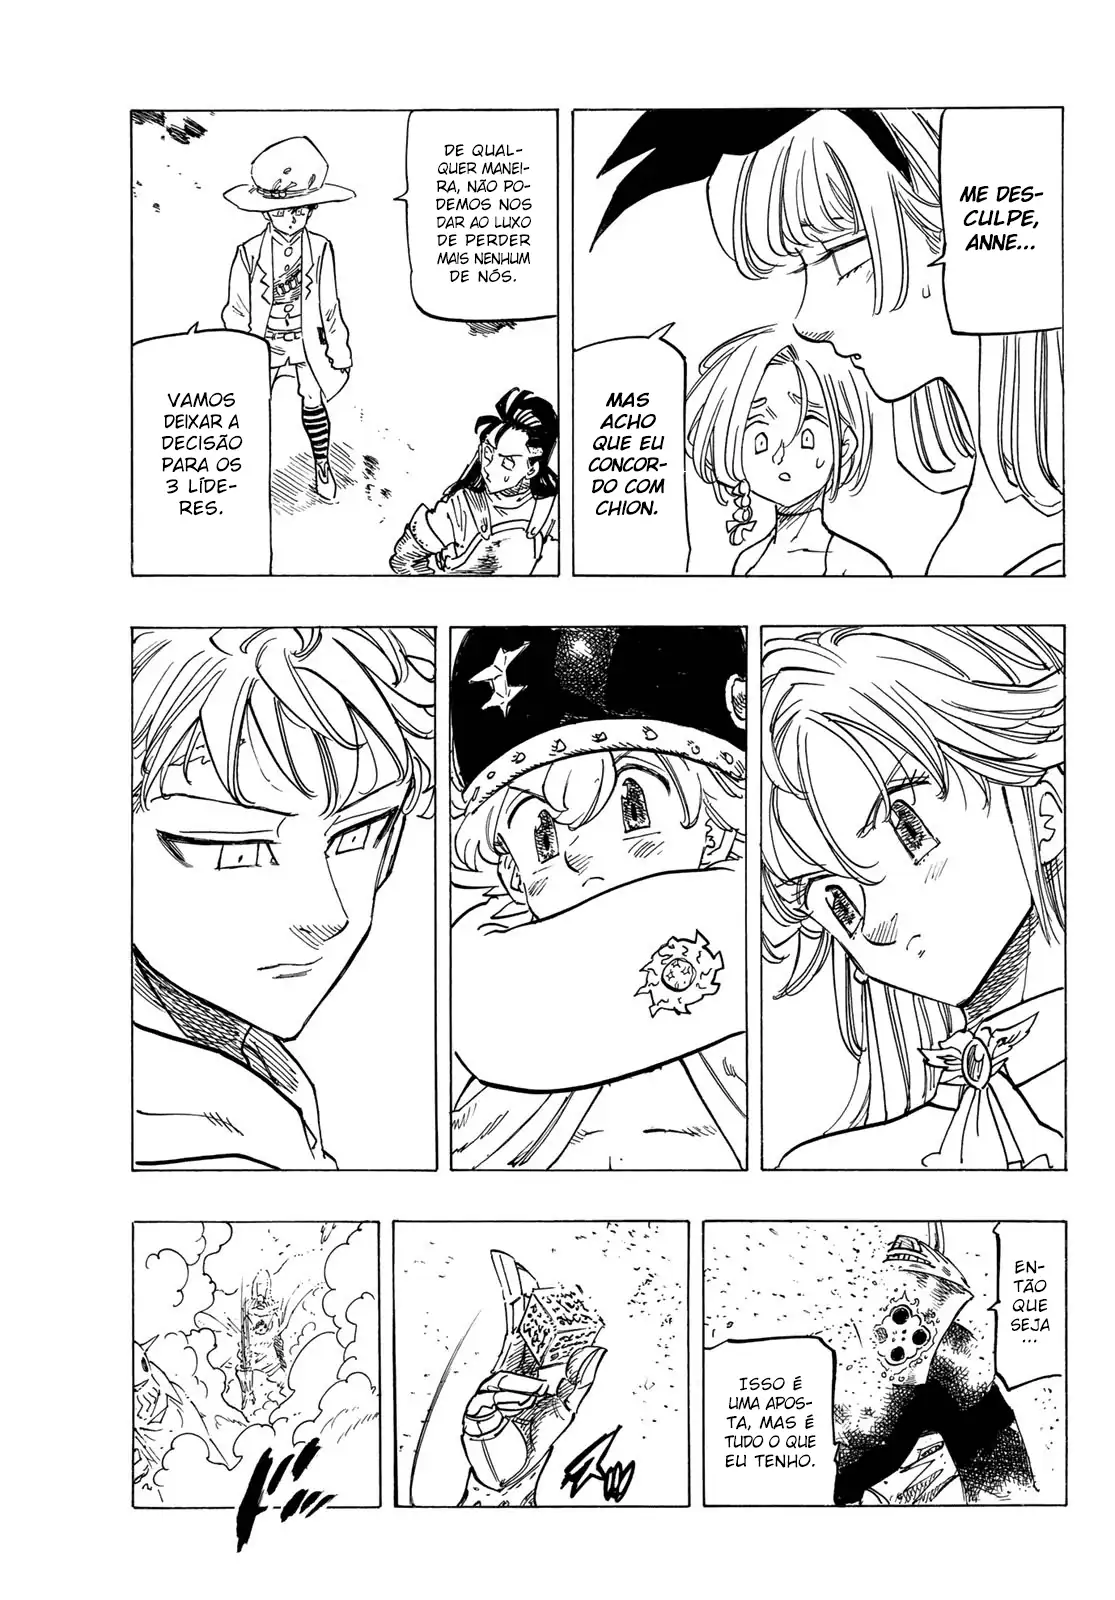 ME DES-
CULPE,
ANNE...
MAS
ACHO
QUE EU
CONCOR-
DO COM
CHION.
DE QUAL-
QUER MANEI-
RA, NÃO PO-
DEMOS NOS
DAR AO LUXO
DE PERDER
MAIS NENHUM
DE NÓS.
VAMOS
DEIXAR A
DECISÃO
PARA OS
3 LÍDE-
RES.
EN-
TÃO
QUE
SEJA
...
ISSO É
UMA APOS-
TA, MAS É
TUDO O QUE
EU TENHO.